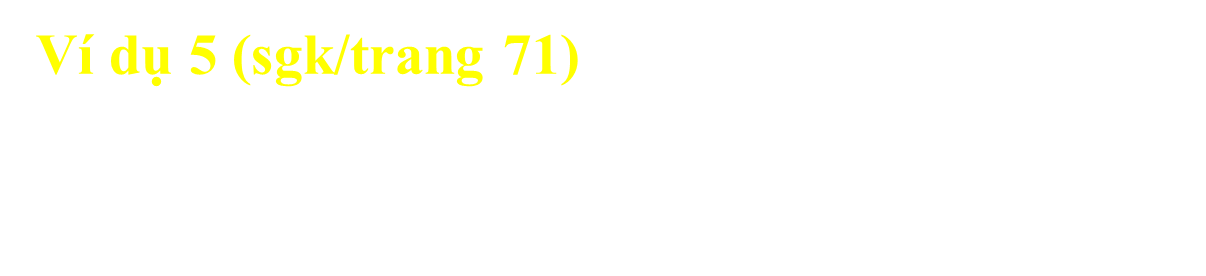 Ví dụ 5 (sgk/trang 71)